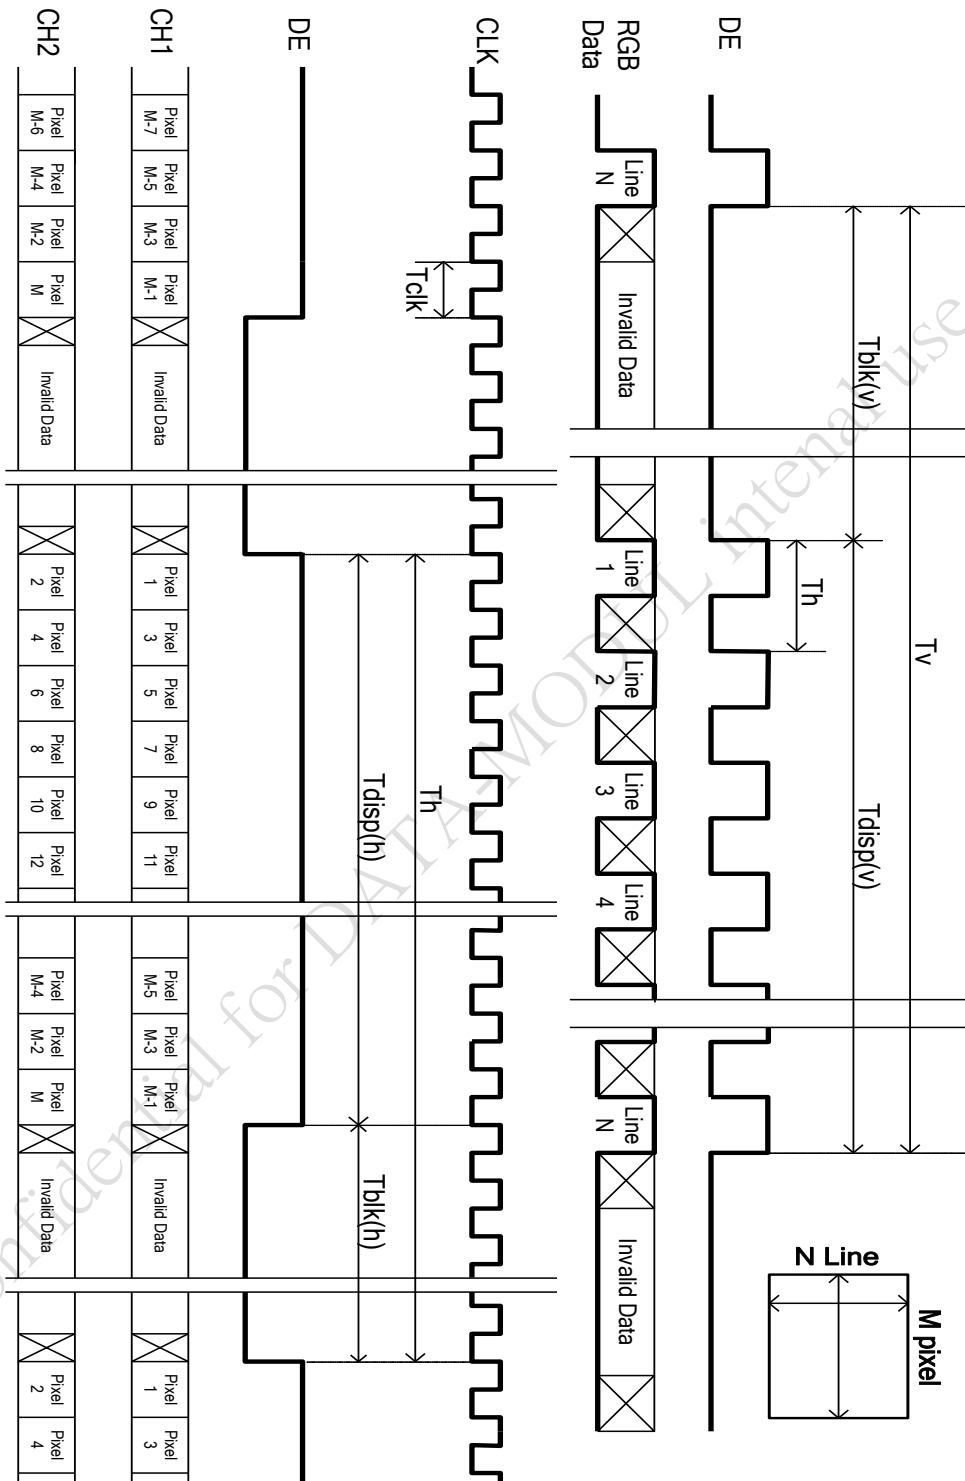 DE
Tv
Tblk(v)
Tdisp(v)
Th
N Line
M pixel
RGB
Data
Line
N
Invalid Data
Line
1
Line
2
Line
3
Line
4
Line
N
Invalid Data
CLK
Tclk
Th
DE
Tdisp(h)
Tblk(h)
CH1
Pixel
M-7
Pixel
M-5
Pixel
M-3
Pixel
M-1
Invalid Data
Pixel
1
Pixel
3
Pixel
5
Pixel
7
Pixel
9
Pixel
11
Pixel
M-5
Pixel
M-3
Pixel
M-1
Invalid Data
Pixel
1
Pixel
3
CH2
Pixel
M-6
Pixel
M-4
Pixel
M-2
Pixel
M
Invalid Data
Pixel
2
Pixel
4
Pixel
6
Pixel
8
Pixel
10
Pixel
12
Pixel
M-4
Pixel
M-2
Pixel
M
Invalid Data
Pixel
2
Pixel
4
onfidential for DATA-MODUL intenal use